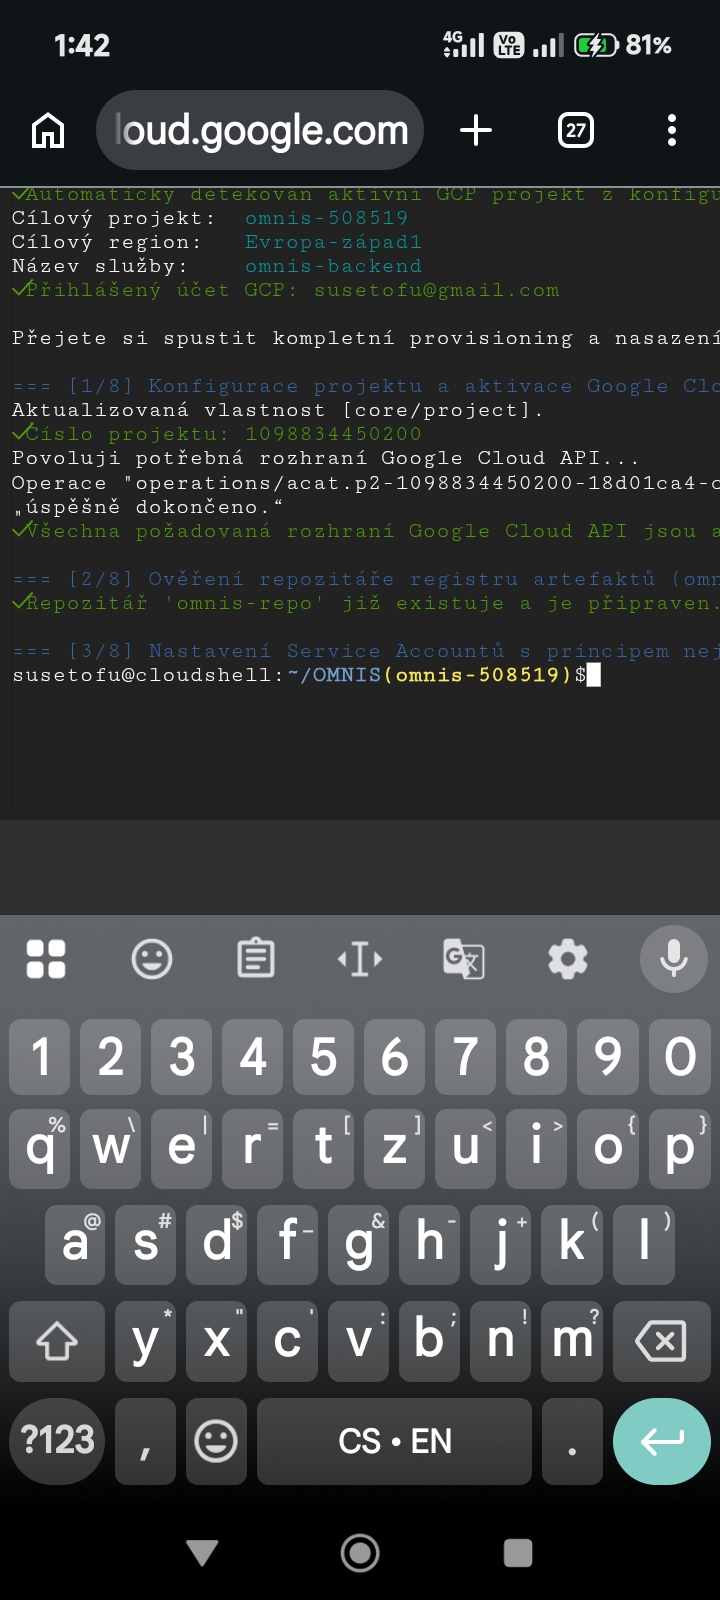 1:42
4G
Vo
LTE
81%
loud.google.com
27
✓Automaticky detekován aktivní GCP projekt z konfigu
Cílový projekt: omnis-508519
Cílový region: Evropa-západ1
Název služby: omnis-backend
✓Přihlášený účet GCP: susetofu@gmail.com
Přejete si spustit kompletní provisioning a nasazení
=== [1/8] Konfigurace projektu a aktivace Google Clo
Aktualizovaná vlastnost [core/project].
✓Číslo projektu: 1098834450200
Povoluji potřebná rozhraní Google Cloud API...
Operace "operations/acat.p2-1098834450200-18d01ca4-c
„úspěšně dokončeno.“
✓Všechna požadovaná rozhraní Google Cloud API jsou a
=== [2/8] Ověření repozitáře registru artefaktů (omn
✓Repozitář 'omnis-repo' již existuje a je připraven.
=== [3/8] Nastavení Service Accountů s principem nej
susetofu@cloudshell:~/OMNIS(omnis-508519)$
1 2 3 4 5 6 7 8 9 0
q% w\ e| r= t[ z] u< i> o{ p}
a@ s# d$ f_ g& h- j+ k( l)
y* x" c' v: b; n! m?
?123 , CS • EN .